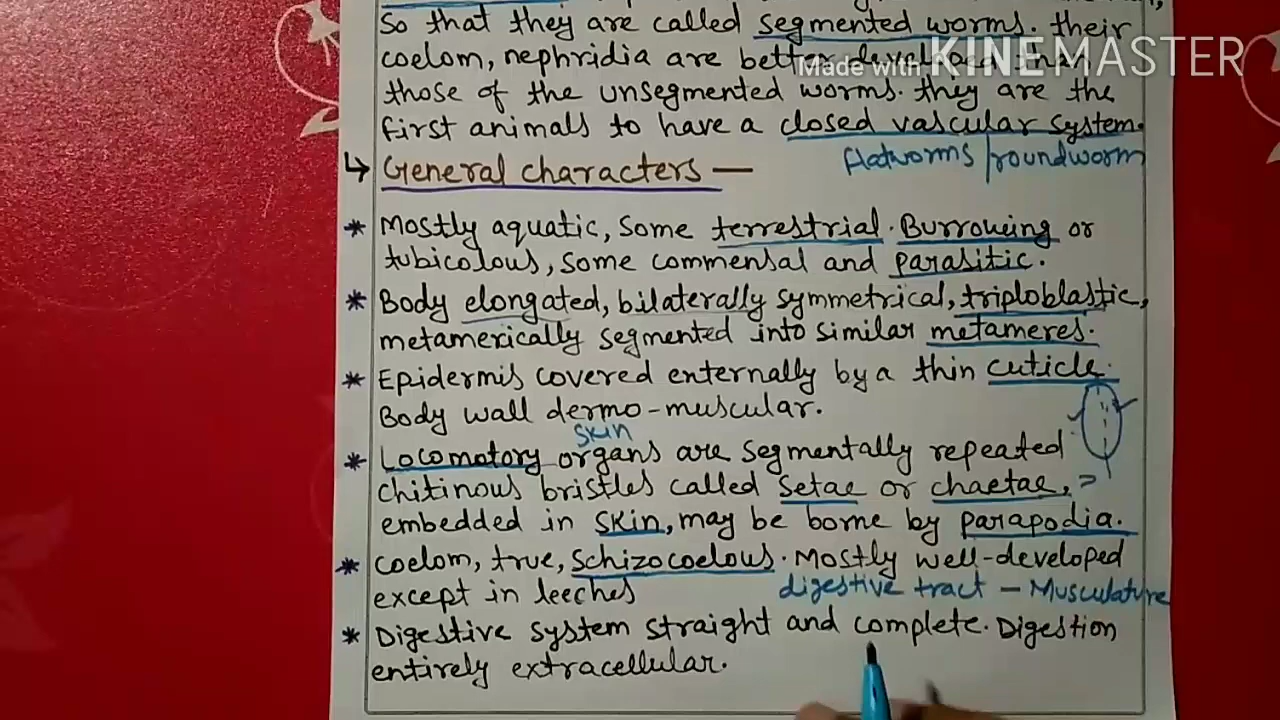 So that they are called segmented worms. their
coelom, nephridia are better developed than
Made with KINEMASTER
those of the unsegmented worms. they are the
first animals to have a closed vascular system.
flatworms / roundworm
↳ General characters —
* Mostly aquatic, Some terrestrial. Burrowing or
tubicolous, some commensal and parasitic.
* Body elongated, bilaterally symmetrical, triploblastic,
metamerically segmented into similar metameres.
* Epidermis covered enternally by a thin cuticle.
Body wall dermo-muscular.
skin
* Locomotory organs are segmentally repeated
chitinous bristles called setae or chaetae,
embedded in skin, may be borne by parapodia.
* coelom, true, schizocoelous. Mostly well-developed
except in leeches
digestive tract — Musculature
* Digestive system straight and complete. Digestion
entirely extracellular.